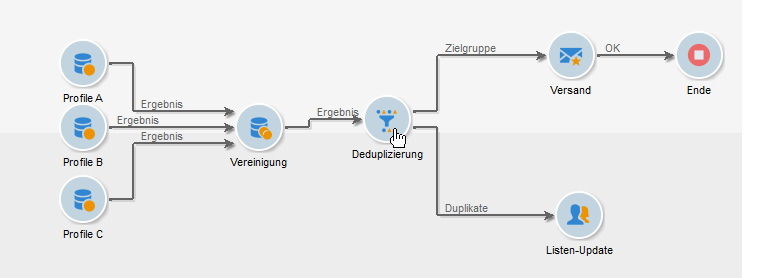 Profile A
Ergebnis
Profile B
Ergebnis
Profile C
Ergebnis
Vereinigung
Ergebnis
Deduplizierung
Zielgruppe
Versand
OK
Ende
Duplikate
Listen-Update